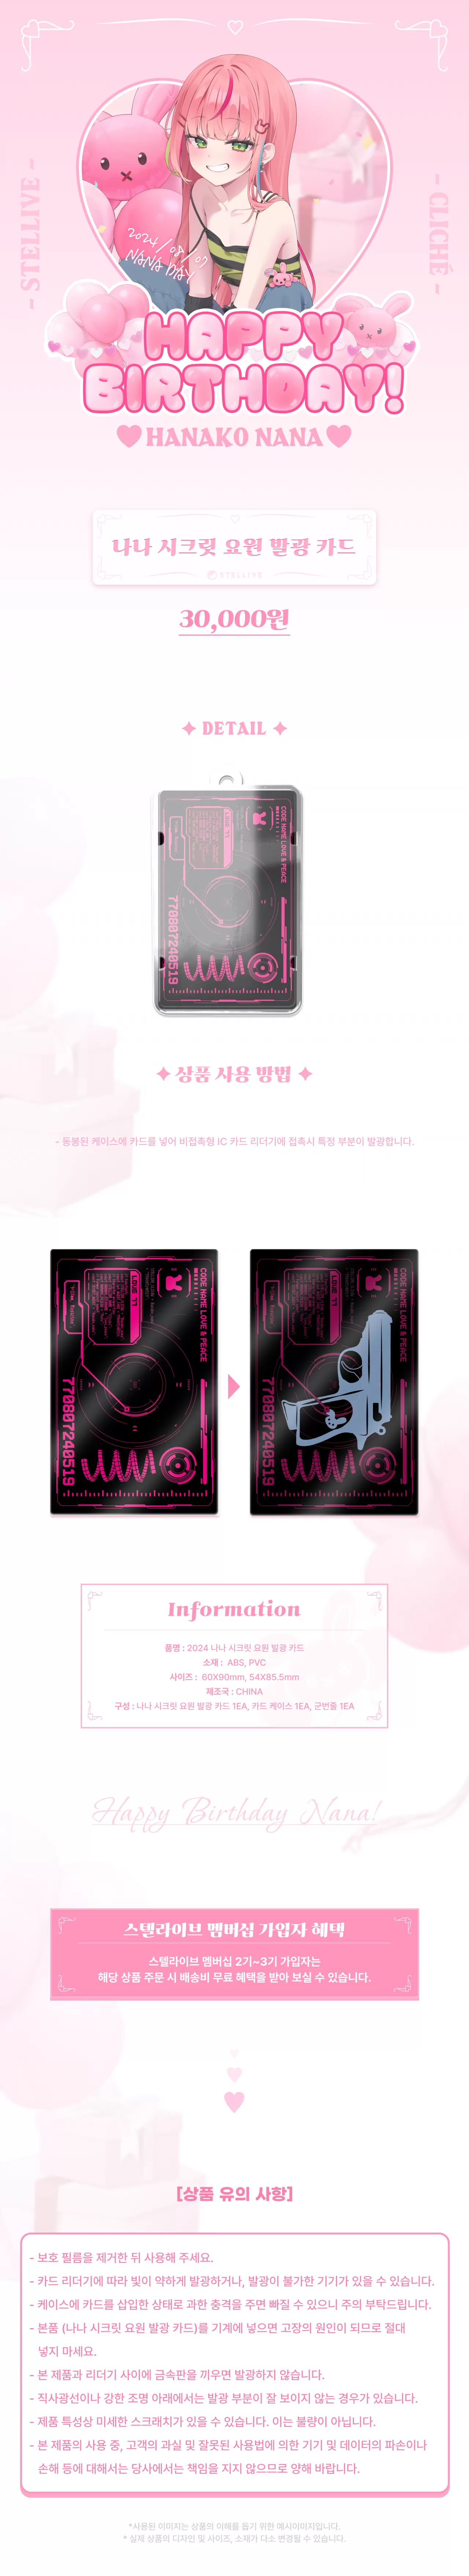 - STELLIVE -
- CLICHÉ -
2024/08/07
NANA DAY
HAPPY
BIRTHDAY!
HANAKO NANA
나나 시크릿 요원 발광 카드
STELLIVE
30,000원
DETAIL
CODE NAME LOVE & PEACE
770807240519
상품 사용 방법
- 동봉된 케이스에 카드를 넣어 비접촉형 IC 카드 리더기에 접촉시 특정 부분이 발광합니다.
CODE NAME LOVE & PEACE
770807240519
CODE NAME LOVE & PEACE
770807240519
Information
품명 : 2024 나나 시크릿 요원 발광 카드
소재 : ABS, PVC
사이즈 : 60X90mm, 54X85.5mm
제조국 : CHINA
구성 : 나나 시크릿 요원 발광 카드 1EA, 카드 케이스 1EA, 군번줄 1EA
Happy Birthday Nana!
스텔라이브 멤버십 가입자 혜택
스텔라이브 멤버십 2기~3기 가입자는
해당 상품 주문 시 배송비 무료 혜택을 받아 보실 수 있습니다.
[상품 유의 사항]
- 보호 필름을 제거한 뒤 사용해 주세요.
- 카드 리더기에 따라 빛이 약하게 발광하거나, 발광이 불가한 기기가 있을 수 있습니다.
- 케이스에 카드를 삽입한 상태로 과한 충격을 주면 빠질 수 있으니 주의 부탁드립니다.
- 본품 (나나 시크릿 요원 발광 카드)를 기계에 넣으면 고장의 원인이 되므로 절대
넣지 마세요.
- 본 제품과 리더기 사이에 금속판을 끼우면 발광하지 않습니다.
- 직사광선이나 강한 조명 아래에서는 발광 부분이 잘 보이지 않는 경우가 있습니다.
- 제품 특성상 미세한 스크래치가 있을 수 있습니다. 이는 불량이 아닙니다.
- 본 제품의 사용 중, 고객의 과실 및 잘못된 사용법에 의한 기기 및 데이터의 파손이나
손해 등에 대해서는 당사에서는 책임을 지지 않으므로 양해 바랍니다.
*사용된 이미지는 상품의 이해를 돕기 위한 예시이미지입니다.
* 실제 상품의 디자인 및 사이즈, 소재가 다소 변경될 수 있습니다.